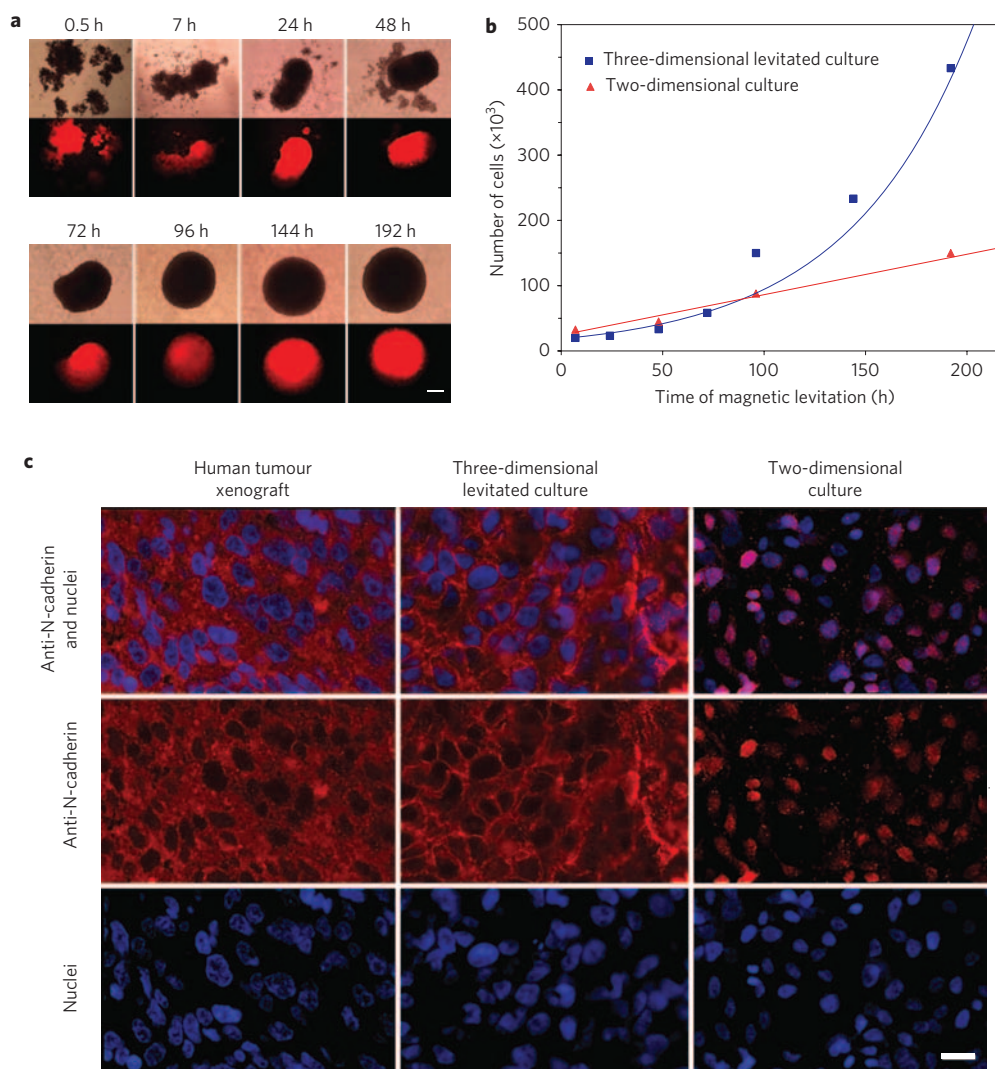 a
0.5 h 7 h 24 h 48 h
72 h 96 h 144 h 192 h
b
Number of cells (×10³)
500
400
300
200
100
0
Three-dimensional levitated culture
Two-dimensional culture
0 50 100 150 200
Time of magnetic levitation (h)
c
Human tumour
xenograft
Three-dimensional
levitated culture
Two-dimensional
culture
Anti-N-cadherin
and nuclei
Anti-N-cadherin
Nuclei